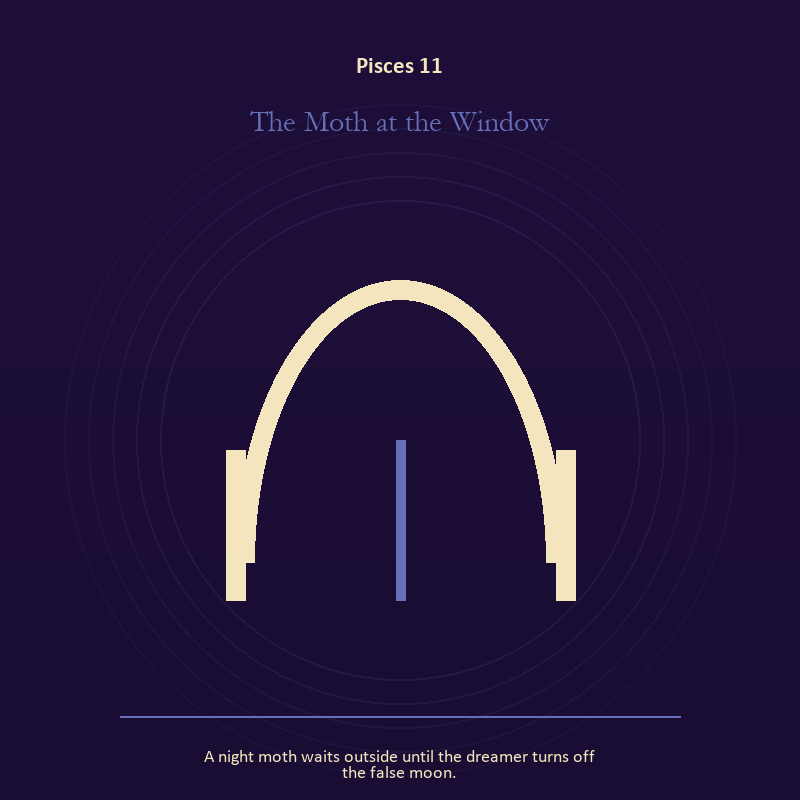 Pisces 11
The Moth at the Window
A night moth waits outside until the dreamer turns off
the false moon.